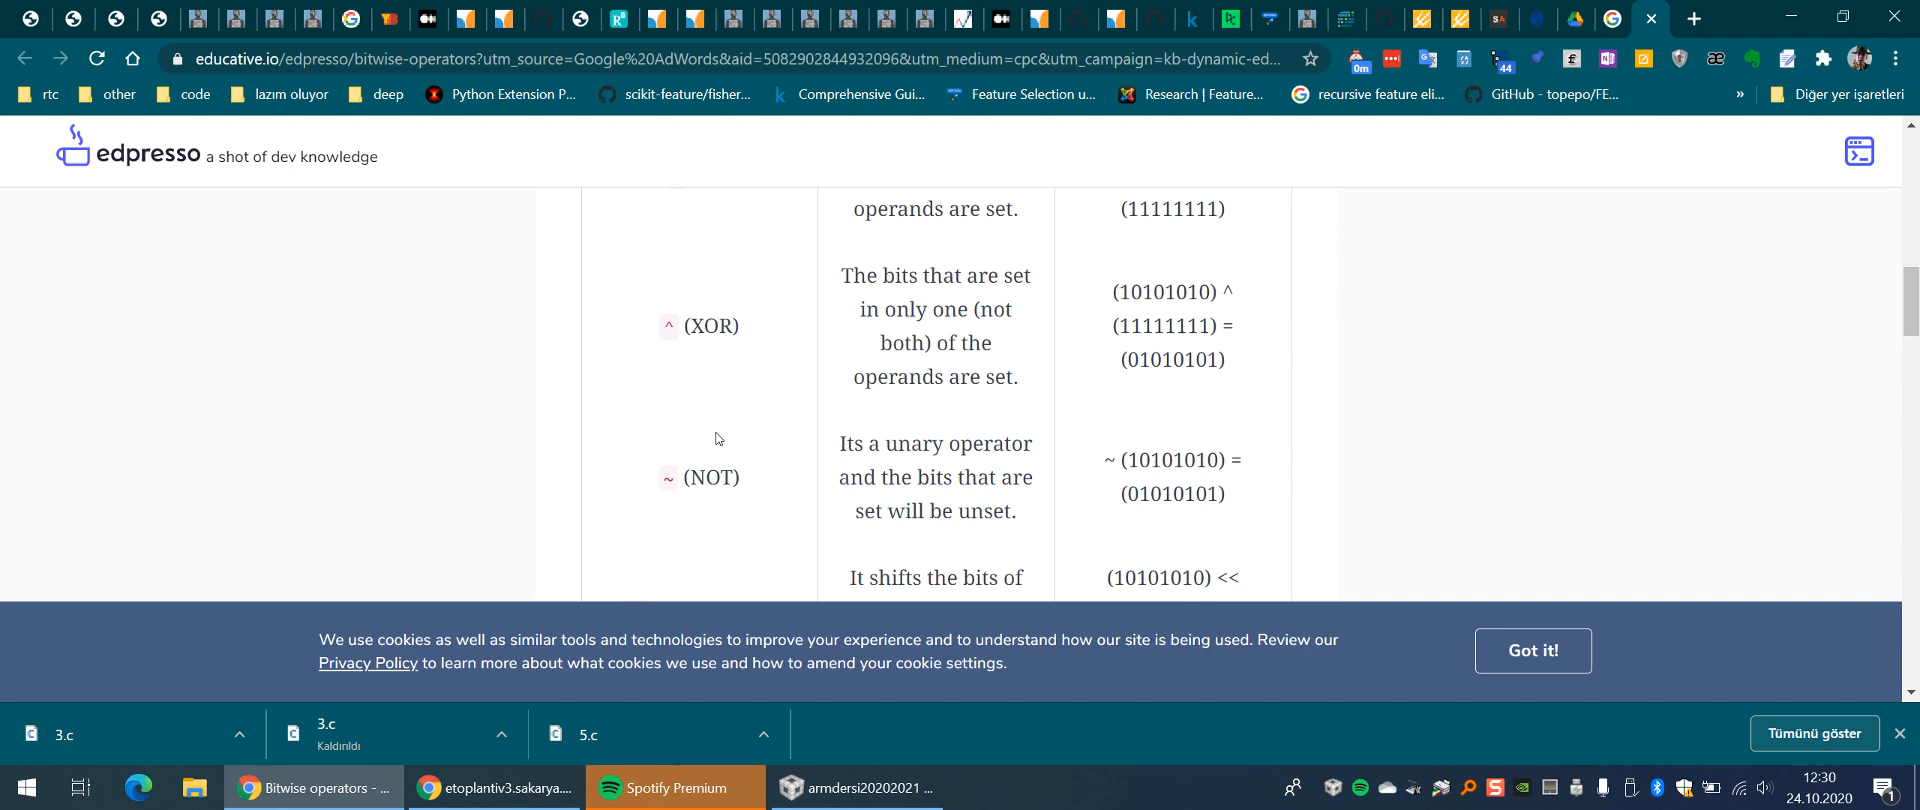 educative.io/edpresso/bitwise-operators?utm_source=Google%20AdWords&aid=5082902844932096&utm_medium=cpc&utm_campaign=kb-dynamic-ed...
0m
44
rtc
other
code
lazım oluyor
deep
Python Extension P...
scikit-feature/fisher...
Comprehensive Gui...
Feature Selection u...
Research | Feature...
recursive feature eli...
GitHub - topepo/FE...
»
Diğer yer işaretleri
edpresso a shot of dev knowledge
operands are set.
(11111111)
^ (XOR)
The bits that are set
in only one (not
both) of the
operands are set.
(10101010) ^
(11111111) =
(01010101)
~ (NOT)
Its a unary operator
and the bits that are
set will be unset.
~ (10101010) =
(01010101)
It shifts the bits of
(10101010) <<
We use cookies as well as similar tools and technologies to improve your experience and to understand how our site is being used. Review our
Privacy Policy to learn more about what cookies we use and how to amend your cookie settings.
Got it!
3.c
3.c
Kaldırıldı
5.c
Tümünü göster
Bitwise operators - ...
etoplantiv3.sakarya....
Spotify Premium
armdersi20202021 ...
12:30
24.10.2020
1